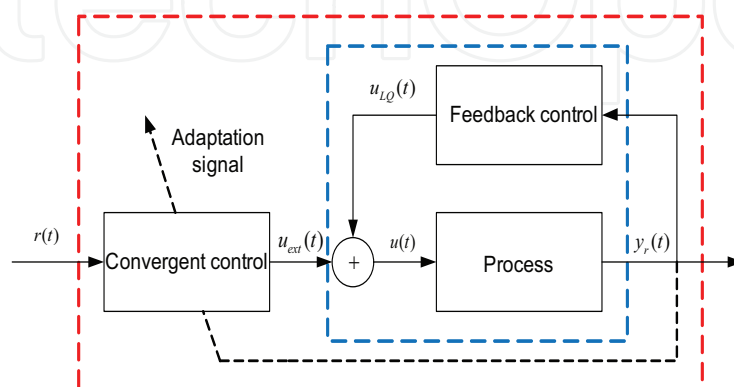 u_LQ(t)
Feedback control
Adaptation
signal
r(t)
Convergent control
u_ext(t)
+
u(t)
Process
y_r(t)